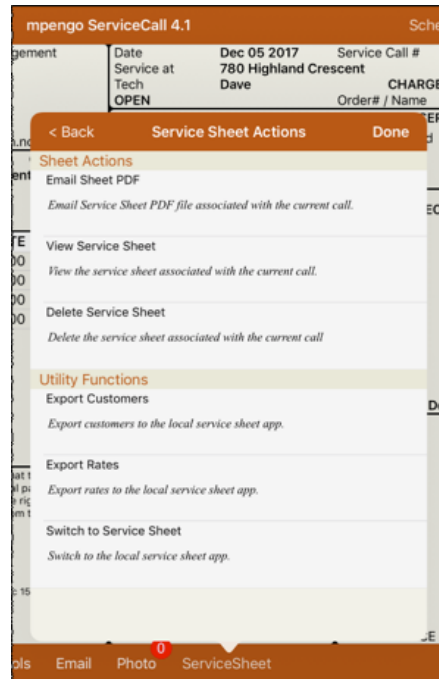 mpengo ServiceCall 4.1 Sche
gement Date Dec 05 2017 Service Call #
Service at 780 Highland Crescent
Tech Dave CHARGE
OPEN Order# / Name
< Back Service Sheet Actions Done
Sheet Actions
Email Sheet PDF
Email Service Sheet PDF file associated with the current call.
View Service Sheet
View the service sheet associated with the current call.
Delete Service Sheet
Delete the service sheet associated with the current call
Utility Functions
Export Customers
Export customers to the local service sheet app.
Export Rates
Export rates to the local service sheet app.
Switch to Service Sheet
Switch to the local service sheet app.
ols Email Photo 0 ServiceSheet